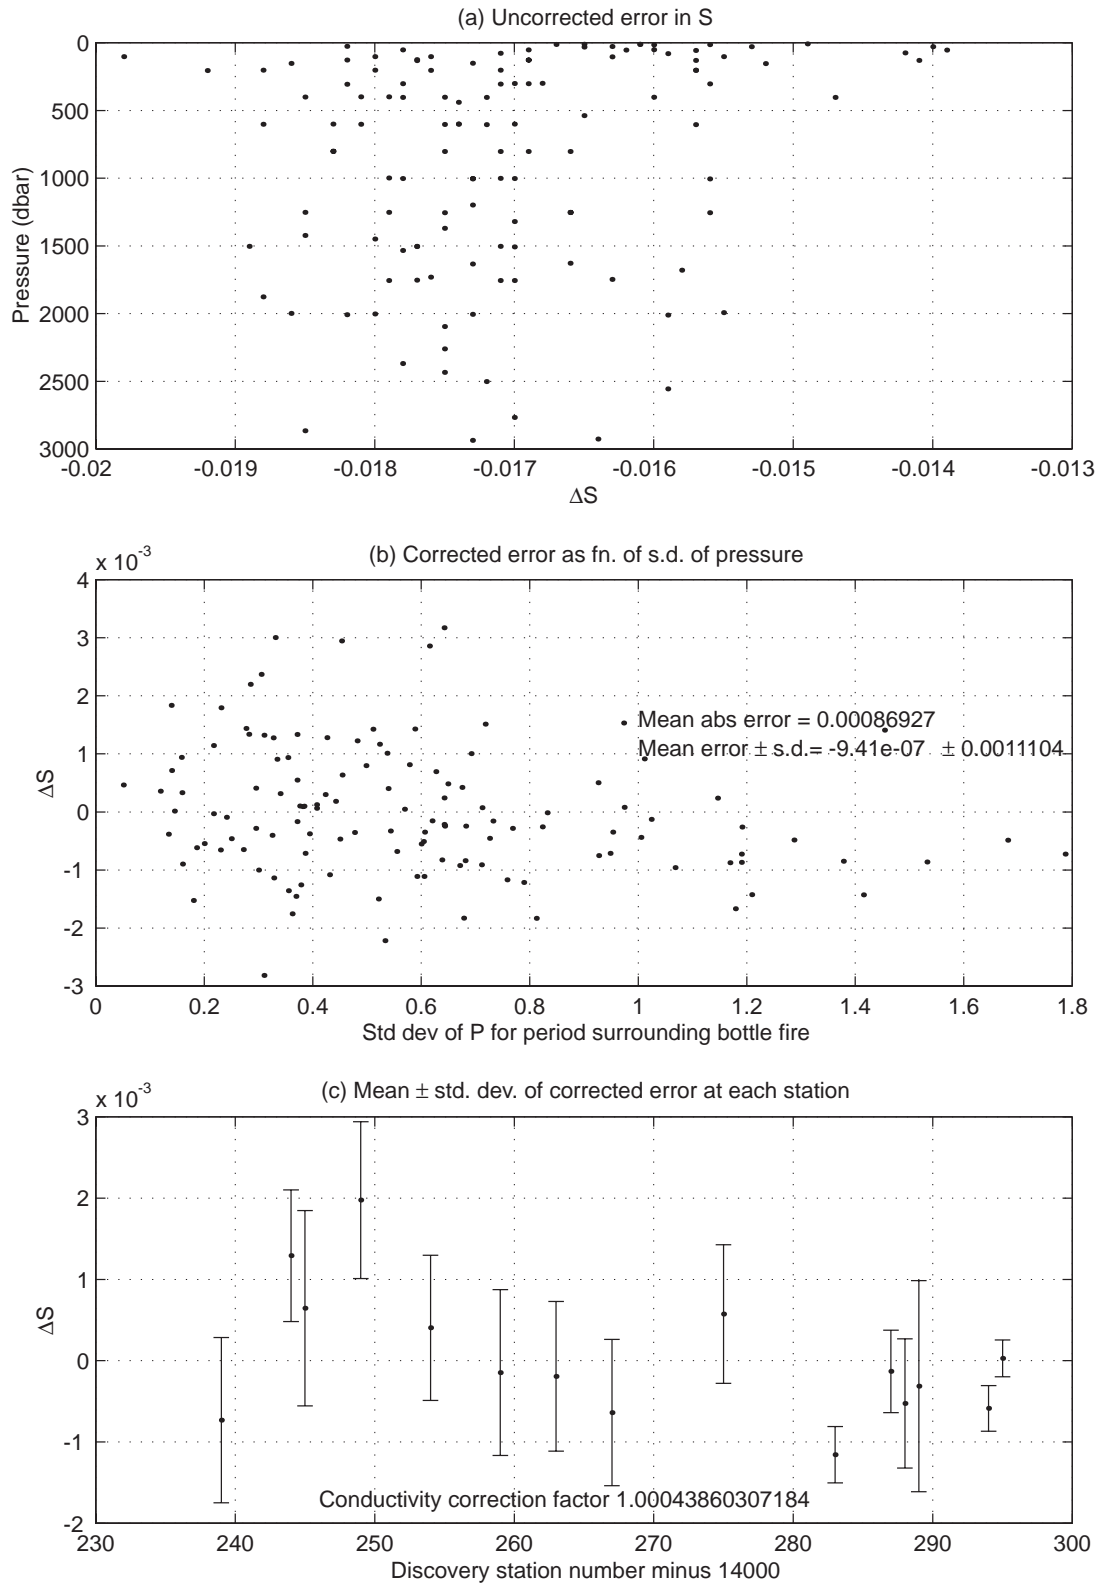 (a) Uncorrected error in S
0
500
1000
1500
2000
2500
3000
Pressure (dbar)
-0.02 -0.019 -0.018 -0.017 -0.016 -0.015 -0.014 -0.013
ΔS
(b) Corrected error as fn. of s.d. of pressure
x 10^-3
4
3
2
1
0
-1
-2
-3
ΔS
Mean abs error = 0.00086927
Mean error ± s.d.= -9.41e-07 ± 0.0011104
0 0.2 0.4 0.6 0.8 1 1.2 1.4 1.6 1.8
Std dev of P for period surrounding bottle fire
(c) Mean ± std. dev. of corrected error at each station
x 10^-3
3
2
1
0
-1
-2
ΔS
Conductivity correction factor 1.00043860307184
230 240 250 260 270 280 290 300
Discovery station number minus 14000